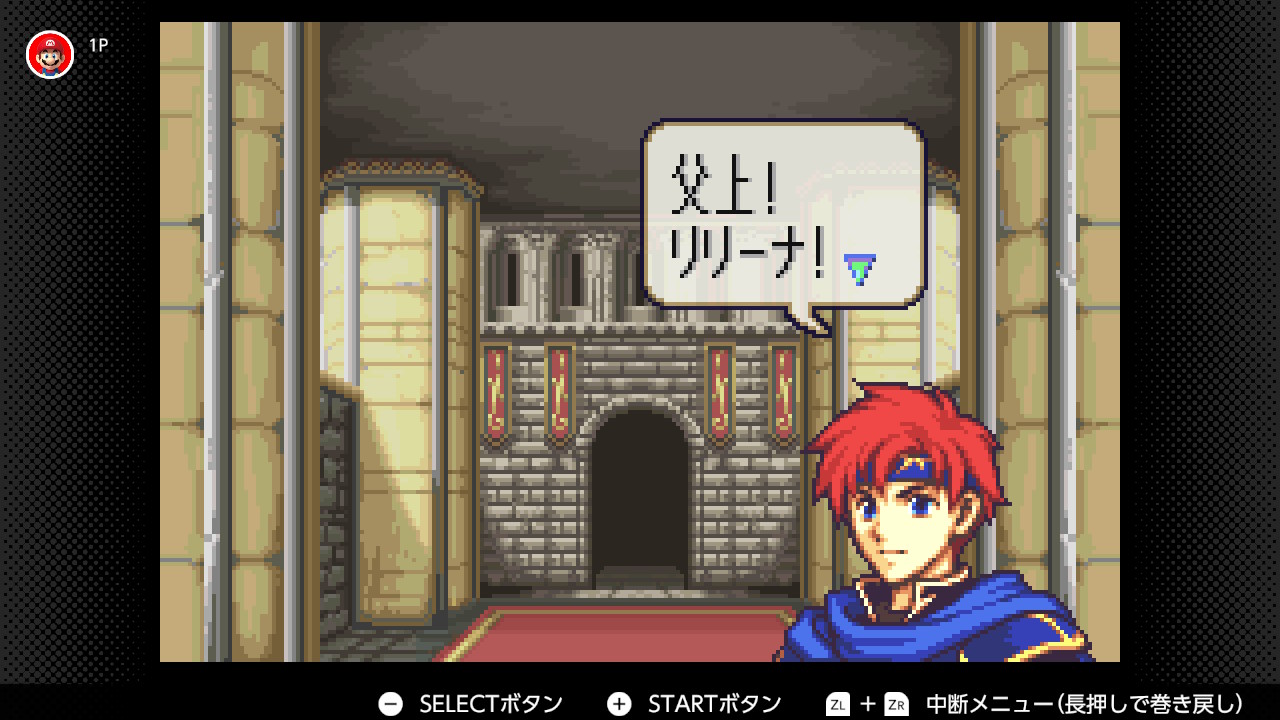 1P
父上！
リリーナ！
SELECTボタン
STARTボタン
ZL + ZR 中断メニュー(長押しで巻き戻し)